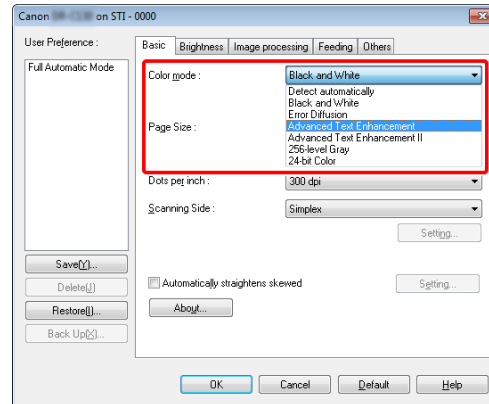 Canon on STI - 0000
User Preference :
Full Automatic Mode
Save(Y)...
Delete(J)
Restore(I)...
Back Up(X)...
Basic Brightness Image processing Feeding Others
Color mode : Black and White
Detect automatically
Black and White
Error Diffusion
Page Size : Advanced Text Enhancement
Advanced Text Enhancement II
256-level Gray
24-bit Color
Dots per inch : 300 dpi
Scanning Side : Simplex
Setting...
Automatically straightens skewed Setting...
About...
OK Cancel Default Help